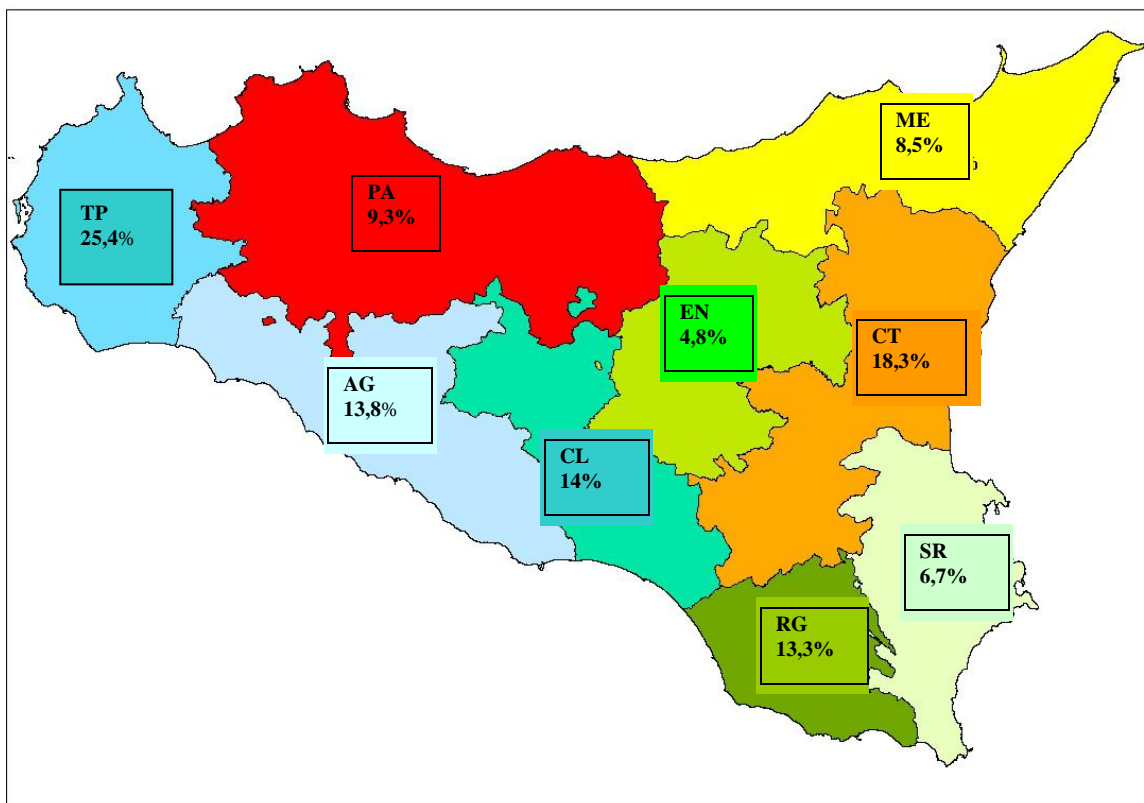 ME
8,5%
%
PA
9,3%
TP
25,4%
EN
4,8%
CT
18,3%
AG
13,8%
CL
14%
SR
6,7%
RG
13,3%